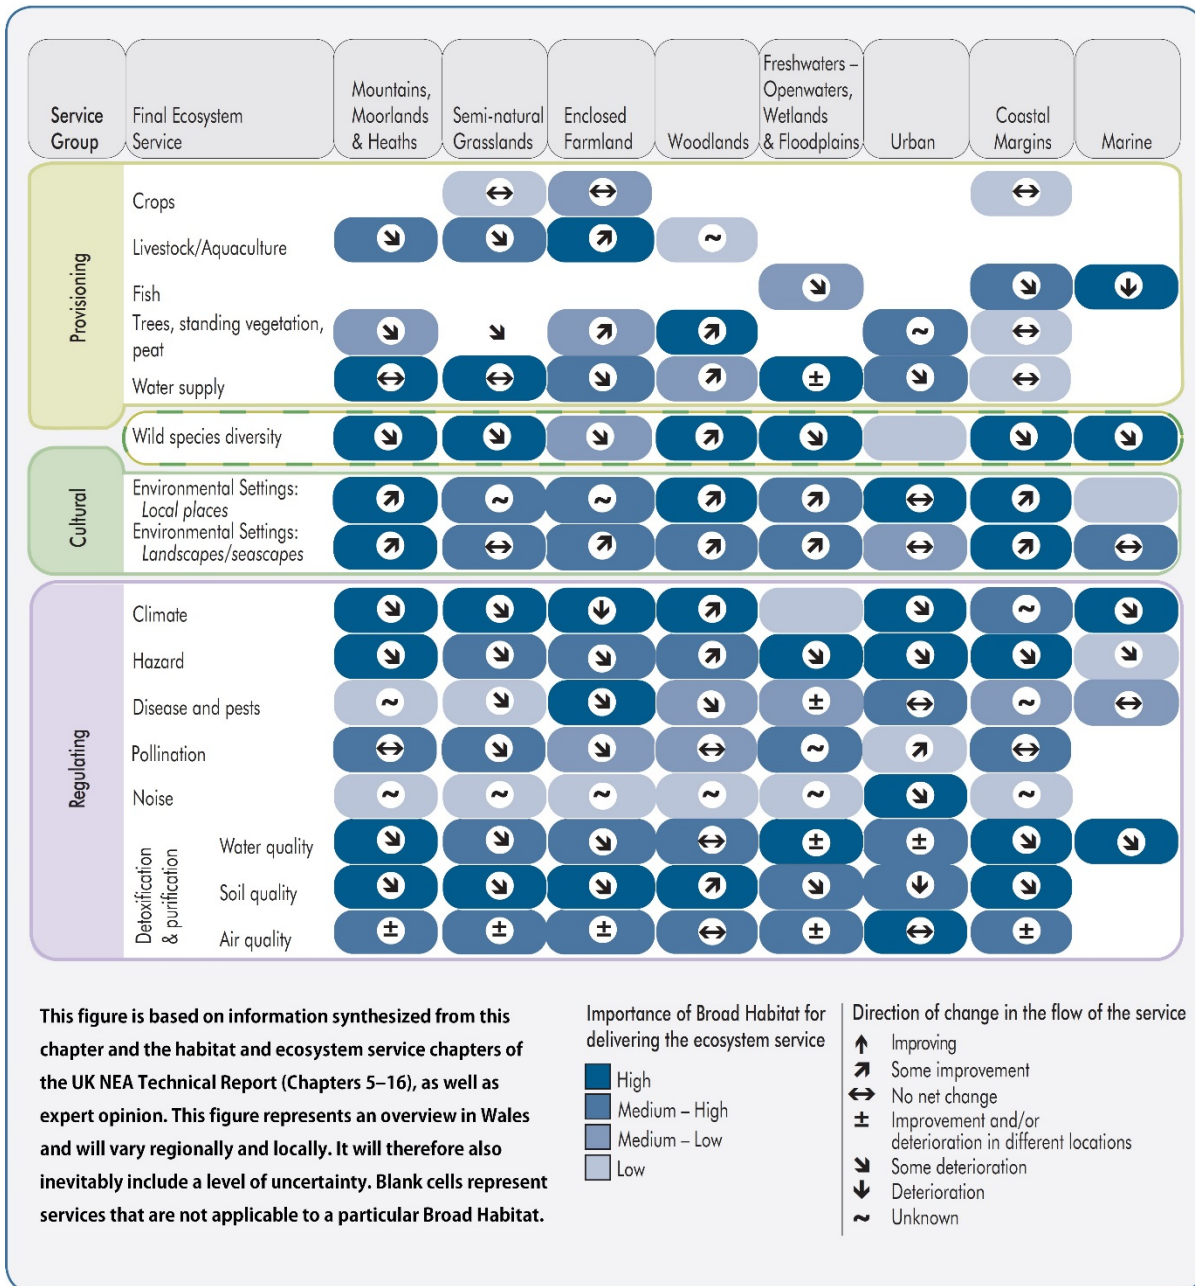 Service
Group
Final Ecosystem
Service
Mountains,
Moorlands
& Heaths
Semi-natural
Grasslands
Enclosed
Farmland
Woodlands
Freshwaters –
Openwaters,
Wetlands
& Floodplains
Urban
Coastal
Margins
Marine
Provisioning
Crops
Livestock/Aquaculture
Fish
Trees, standing vegetation,
peat
Water supply
Wild species diversity
Cultural
Environmental Settings:
Local places
Environmental Settings:
Landscapes/seascapes
Regulating
Climate
Hazard
Disease and pests
Pollination
Noise
Detoxification
& purification
Water quality
Soil quality
Air quality
This figure is based on information synthesized from this
chapter and the habitat and ecosystem service chapters of
the UK NEA Technical Report (Chapters 5–16), as well as
expert opinion. This figure represents an overview in Wales
and will vary regionally and locally. It will therefore also
inevitably include a level of uncertainty. Blank cells represent
services that are not applicable to a particular Broad Habitat.
Importance of Broad Habitat for
delivering the ecosystem service
High
Medium – High
Medium – Low
Low
Direction of change in the flow of the service
↑ Improving
↗ Some improvement
↔ No net change
± Improvement and/or
deterioration in different locations
↘ Some deterioration
↓ Deterioration
~ Unknown